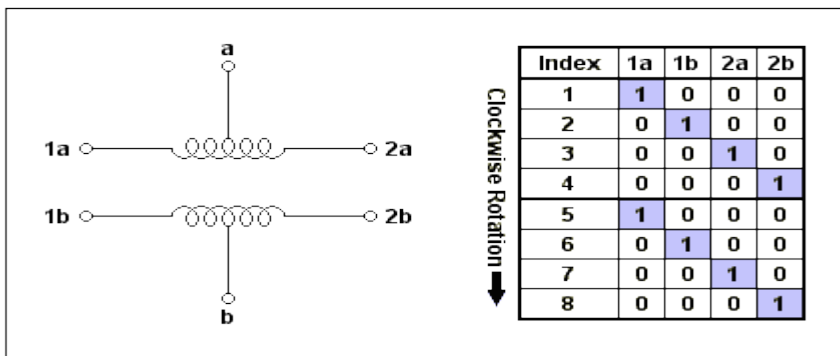 a
1a
2a
1b
2b
b
Clockwise Rotation
Index 1a 1b 2a 2b
1 1 0 0 0
2 0 1 0 0
3 0 0 1 0
4 0 0 0 1
5 1 0 0 0
6 0 1 0 0
7 0 0 1 0
8 0 0 0 1